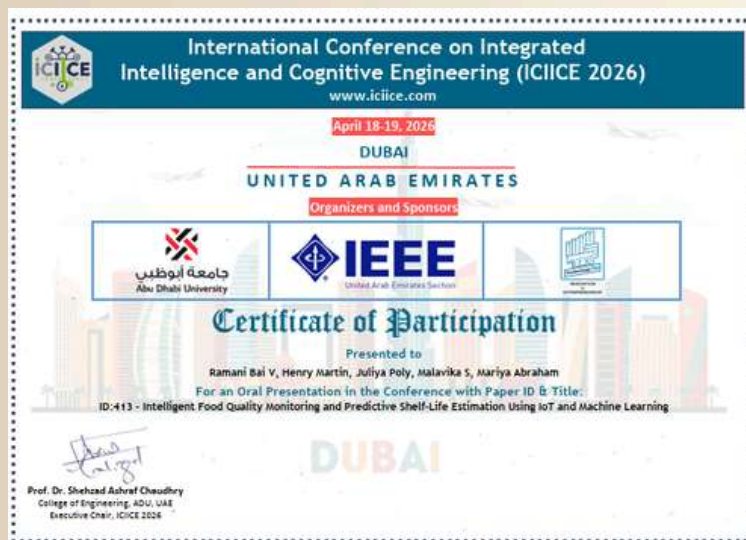 iCiiCE
International Conference on Integrated
Intelligence and Cognitive Engineering (ICIICE 2026)
www.iciice.com
April 18-19, 2026
DUBAI
UNITED ARAB EMIRATES
Organizers and Sponsors
جامعة أبوظبي
Abu Dhabi University
IEEE
United Arab Emirates Section
Certificate of Participation
Presented to
Ramani Bai V, Henry Martin, Juliya Poly, Malavika S, Mariya Abraham
For an Oral Presentation in the Conference with Paper ID & Title:
ID:413 - Intelligent Food Quality Monitoring and Predictive Shelf-Life Estimation Using IoT and Machine Learning
DUBAI
Prof. Dr. Shehzad Ashraf Chaudhry
College of Engineering, ADU, UAE
Executive Chair, ICIICE 2026